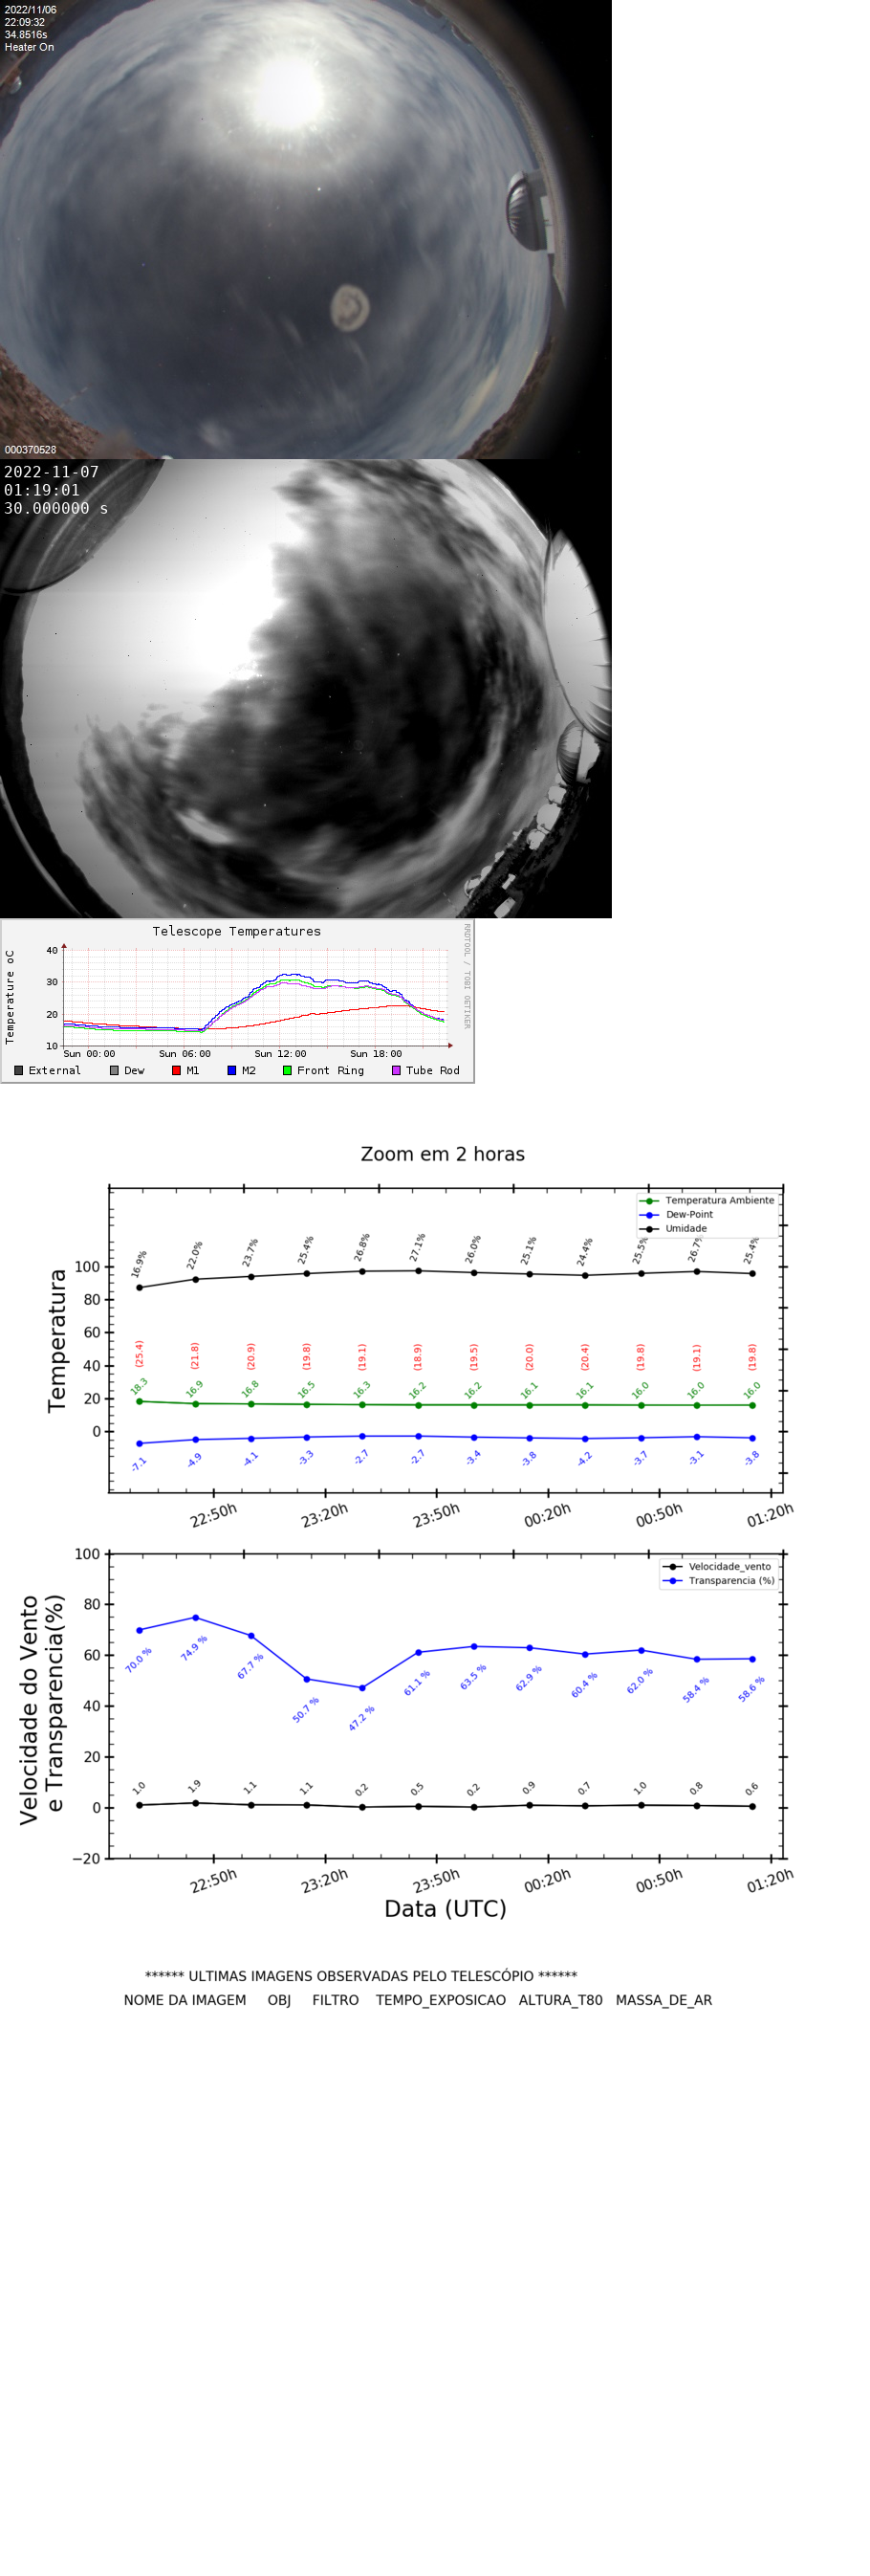 2022/11/06
22:09:32
34.8516s
Heater On
000370528
2022-11-07
01:19:01
30.000000 s
Telescope Temperatures
RRDTOOL / TOBI OETIKER
Temperature oC
40
30
20
10
Sun 00:00 Sun 06:00 Sun 12:00 Sun 18:00
External Dew M1 M2 Front Ring Tube Rod
Zoom em 2 horas
Temperatura Ambiente
Dew-Point
Umidade
Temperatura
100
80
60
40
20
0
16.9% 22.0% 23.7% 25.4% 26.8% 27.1% 26.0% 25.1% 24.4% 25.5% 26.7% 25.4%
(25.4) (21.8) (20.9) (19.8) (19.1) (18.9) (19.5) (20.0) (20.4) (19.8) (19.1) (19.8)
18.3 16.9 16.8 16.5 16.3 16.2 16.2 16.1 16.1 16.0 16.0 16.0
-7.1 -4.9 -4.1 -3.3 -2.7 -2.7 -3.4 -3.8 -4.2 -3.7 -3.1 -3.8
22:50h 23:20h 23:50h 00:20h 00:50h 01:20h
Velocidade_vento
Transparencia (%)
Velocidade do Vento
e Transparencia(%)
100
80
60
40
20
0
−20
70.0 % 74.9 % 67.7 % 50.7 % 47.2 % 61.1 % 63.5 % 62.9 % 60.4 % 62.0 % 58.4 % 58.6 %
1.0 1.9 1.1 1.1 0.2 0.5 0.2 0.9 0.7 1.0 0.8 0.6
22:50h 23:20h 23:50h 00:20h 00:50h 01:20h
Data (UTC)
****** ULTIMAS IMAGENS OBSERVADAS PELO TELESCÓPIO ******
NOME DA IMAGEM OBJ FILTRO TEMPO_EXPOSICAO ALTURA_T80 MASSA_DE_AR